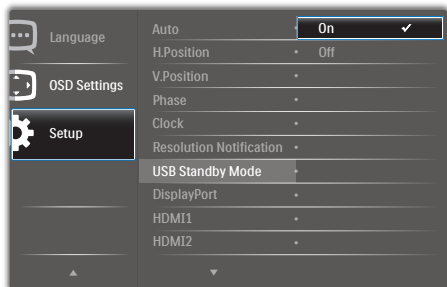 Language
OSD Settings
Setup
Auto
H.Position
V.Position
Phase
Clock
Resolution Notification
USB Standby Mode
DisplayPort
HDMI1
HDMI2
On
Off